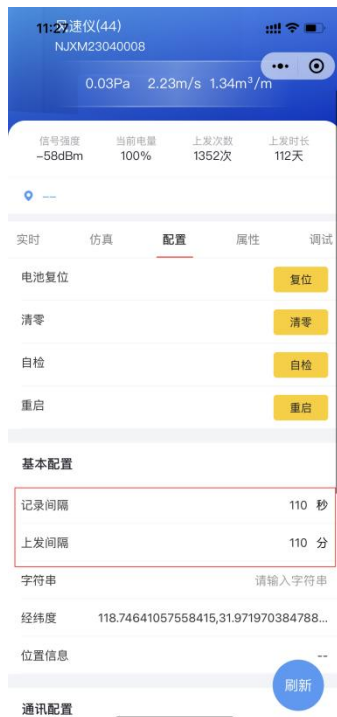 11:27
风速仪(44)
NJXM23040008
0.03Pa 2.23m/s 1.34m³/m
信号强度 当前电量 上发次数 上发时长
-58dBm 100% 1352次 112天
--
实时 仿真 配置 属性 调试
电池复位 复位
清零 清零
自检 自检
重启 重启
基本配置
记录间隔 110 秒
上发间隔 110 分
字符串 请输入字符串
经纬度 118.74641057558415,31.971970384788...
位置信息 --
刷新
通讯配置